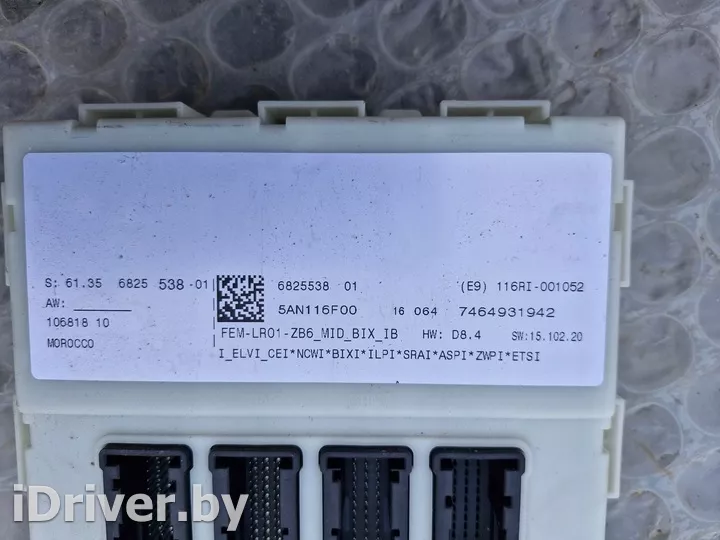 S: 61.35 6825 538-01
AW:
106818 10
MOROCCO
6825538 01
(E9) 116RI-001052
5AN116F00
16 064
7464931942
FEM-LR01-ZB6_MID_BIX_IB
HW: D8.4
SW:15.102.20
I_ELVI_CEI*NCWI*BIXI*ILPI*SRAI*ASPI*ZWPI*ETSI
iDriver.by